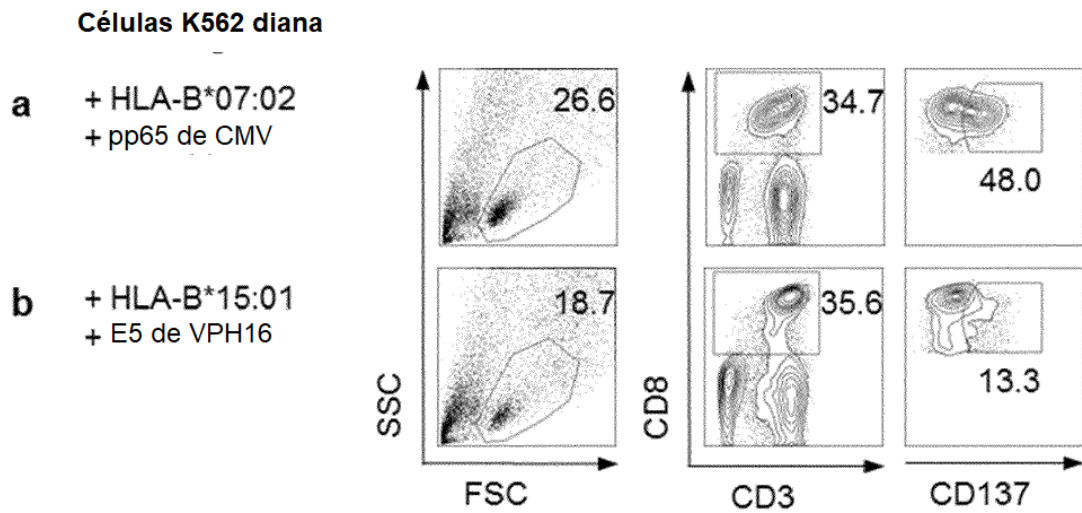 Células K562 diana
a
+ HLA-B*07:02
+ pp65 de CMV
26.6
34.7
48.0
b
+ HLA-B*15:01
+ E5 de VPH16
18.7
35.6
13.3
SSC
CD8
FSC
CD3
CD137